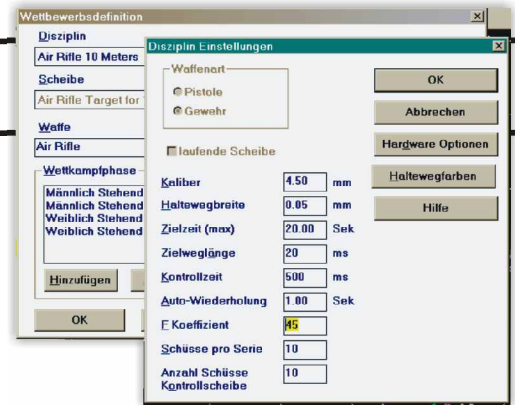 Wettbewerbsdefinition
Disziplin
Air Rifle 10 Meters
Scheibe
Air Rifle Target for
Waffe
Air Rifle
Wettkampfphase
Männlich Stehend
Männlich Stehend
Weiblich Stehend
Weiblich Stehend
Hinzufügen
OK
Disziplin Einstellungen
Waffenart
Pistole
Gewehr
laufende Scheibe
Kaliber 4.50 mm
Haltewegbreite 0.05 mm
Zielzeit (max) 20.00 Sek
Zielweglänge 20 ms
Kontrollzeit 500 ms
Auto-Wiederholung 1.00 Sek
F Koeffizient 45
Schüsse pro Serie 10
Anzahl Schüsse 10
Kontrollscheibe
OK
Abbrechen
Hardware Optionen
Haltewegfarben
Hilfe